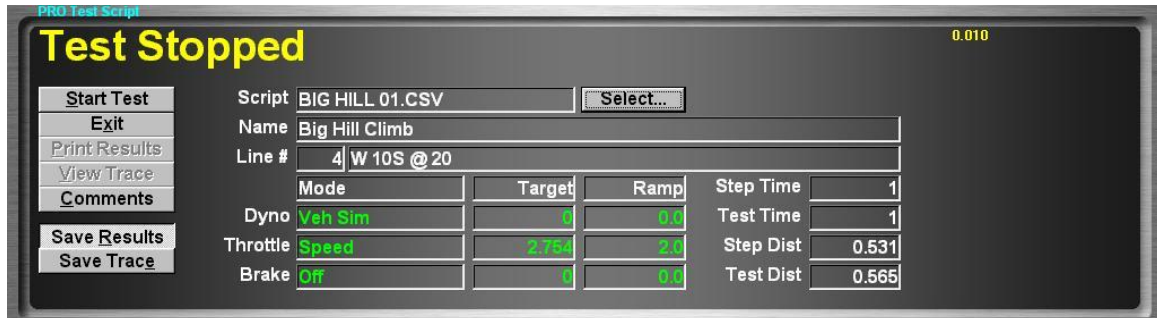 PRO Test Script
Test Stopped
0.010
Start Test
Exit
Print Results
View Trace
Comments
Save Results
Save Trace
Script BIG HILL 01.CSV Select...
Name Big Hill Climb
Line # 4 W 10S @ 20
Mode Target Ramp Step Time 1
Dyno Veh Sim 0 0.0 Test Time 1
Throttle Speed 2.754 2.0 Step Dist 0.531
Brake Off 0 0.0 Test Dist 0.565